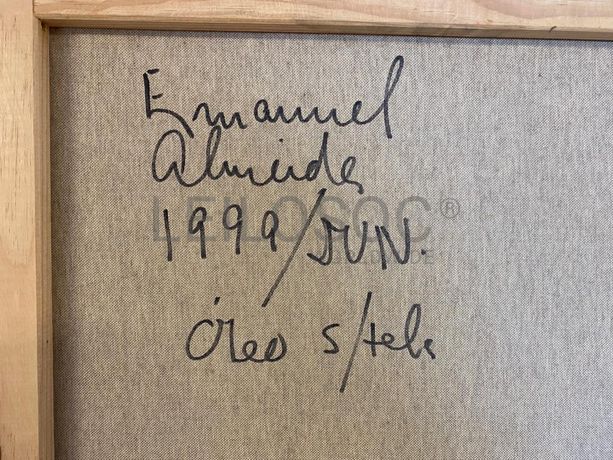 Emanuel
Almeida
1999/JUN.
Óleo s/tela
LEILOSOC®